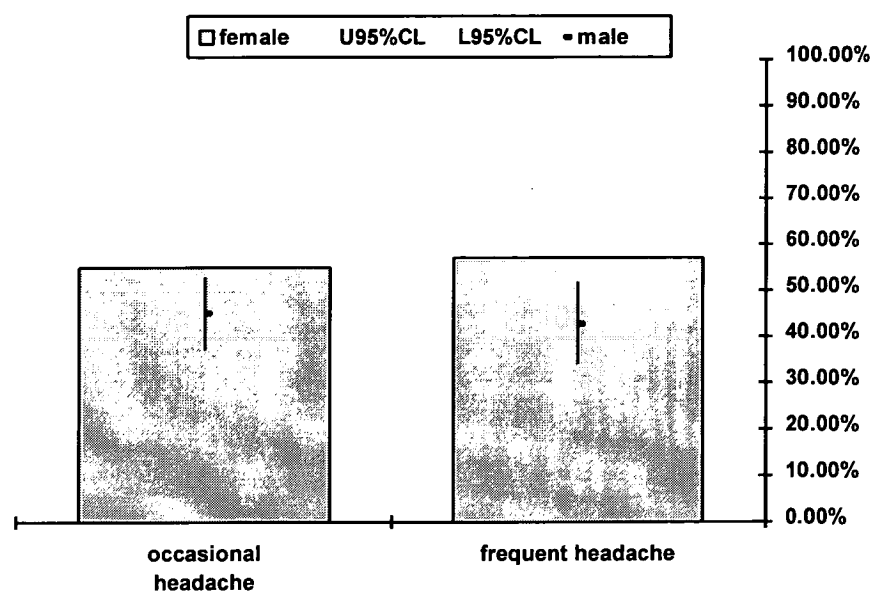 female U95%CL L95%CL male
100.00%
90.00%
80.00%
70.00%
60.00%
50.00%
40.00%
30.00%
20.00%
10.00%
0.00%
occasional
headache
frequent headache